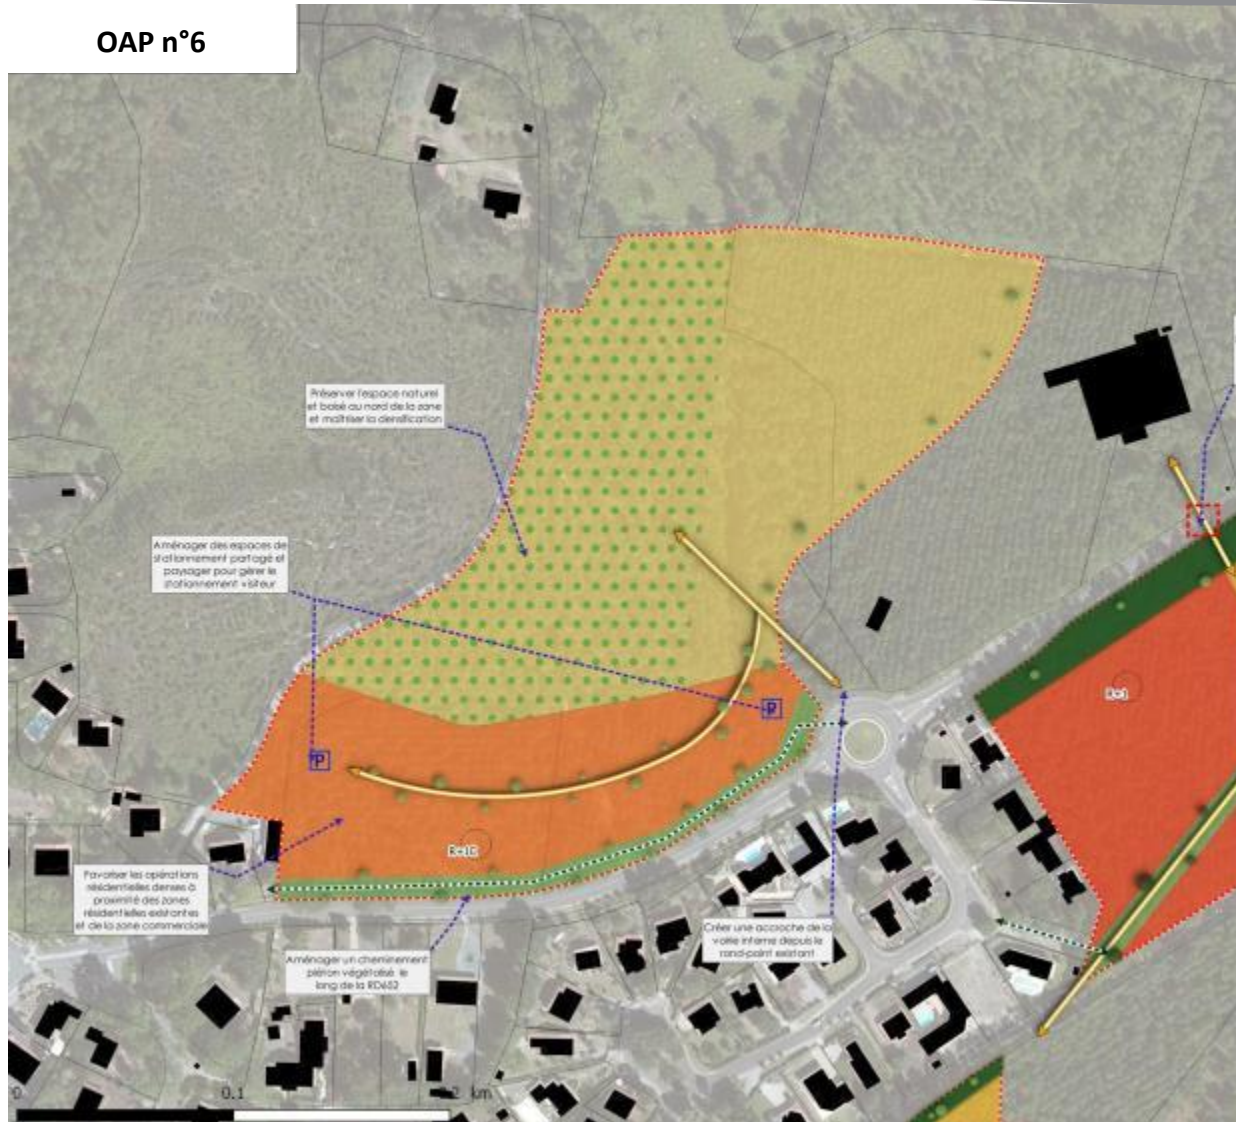 OAP n°6
Préserver l'espace naturel
et boisé au nord de la zone
et maîtriser la densification
Aménager des espaces de
stationnement partagé et
paysager pour gérer le
stationnement visiteur
P
P
R+1
R+1C
Favoriser les opérations
résidentielles denses à
proximité des zones
résidentielles existantes
et de la zone commerciale
Aménager un cheminement
piéton végétalisé le
long de la RD652
Créer une accroche de la
voirie interne depuis le
rond-point existant
0
0.1
km